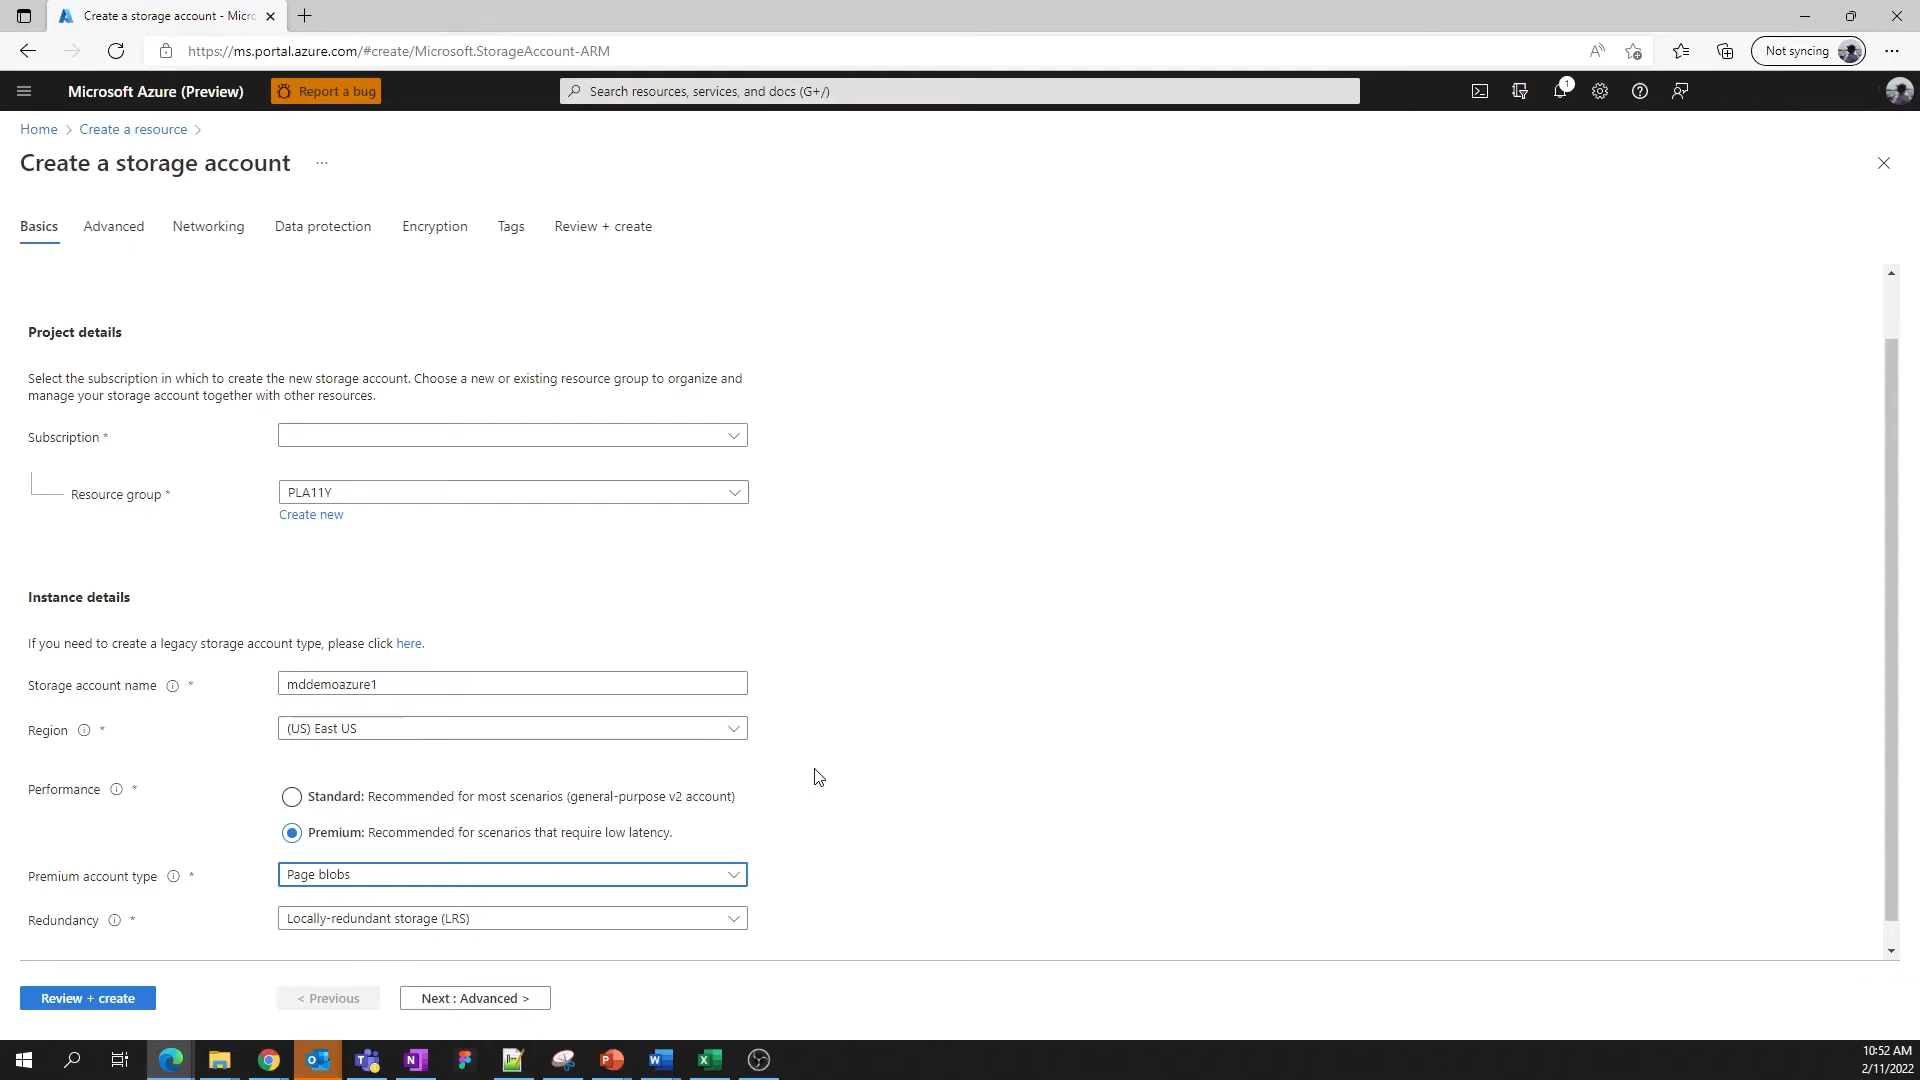 Create a storage account - Micro
https://ms.portal.azure.com/#create/Microsoft.StorageAccount-ARM
Not syncing
Microsoft Azure (Preview)
Report a bug
Search resources, services, and docs (G+/)
1
Home > Create a resource >
Create a storage account ...
Basics
Advanced
Networking
Data protection
Encryption
Tags
Review + create
Project details
Select the subscription in which to create the new storage account. Choose a new or existing resource group to organize and
manage your storage account together with other resources.
Subscription *
Resource group *
PLA11Y
Create new
Instance details
If you need to create a legacy storage account type, please click here.
Storage account name *
mddemoazure1
Region *
(US) East US
Performance *
Standard: Recommended for most scenarios (general-purpose v2 account)
Premium: Recommended for scenarios that require low latency.
Premium account type *
Page blobs
Redundancy *
Locally-redundant storage (LRS)
Review + create
< Previous
Next : Advanced >
10:52 AM
2/11/2022